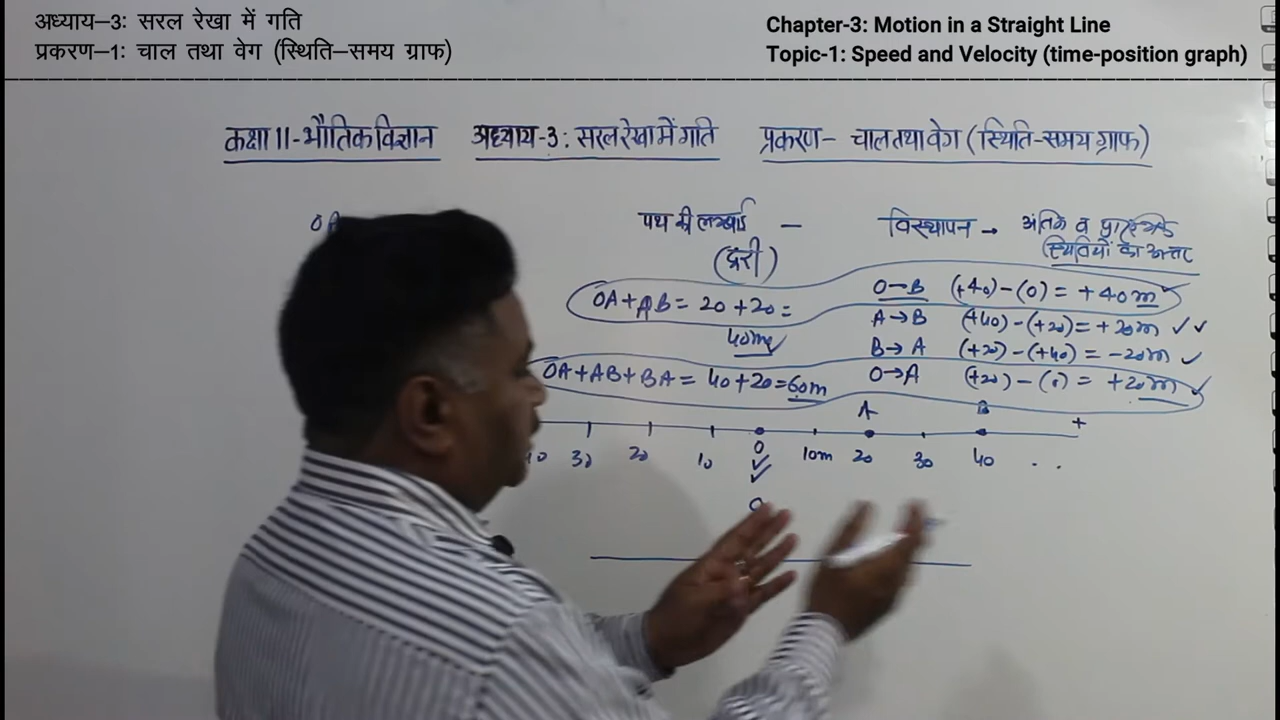 अध्याय–3: सरल रेखा में गति
प्रकरण–1: चाल तथा वेग (स्थिति–समय ग्राफ)
Chapter-3: Motion in a Straight Line
Topic-1: Speed and Velocity (time-position graph)
कक्षा 11-भौतिक विज्ञान अध्याय-3: सरल रेखा में गति प्रकरण- चाल तथा वेग (स्थिति-समय ग्राफ)
पथ की लम्बाई —
(दूरी)
OA+AB = 20+20=
40m
OA+AB+BA = 40+20=60m
विस्थापन → अंतिम व प्रारम्भिक
स्थितियों का अन्तर
O→B (+40)-(0) = +40m
A→B (+40)-(+20) = +20m
B→A (+20)-(+40) = -20m
O→A (+20)-(0) = +20m
A B +
30 20 10 0 10m 20 30 40 . .